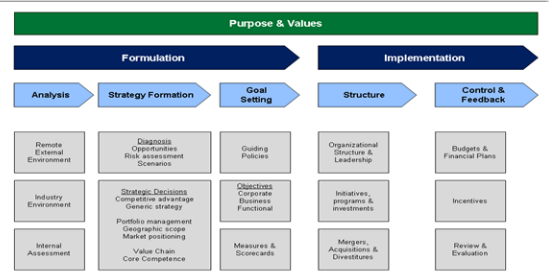 Purpose & Values
Formulation
Implementation
Analysis
Strategy Formation
Goal
Setting
Structure
Control &
Feedback
Remote
External
Environment
Diagnosis
Opportunities
Risk assessment
Scenarios
Guiding
Policies
Organizational
Structure &
Leadership
Budgets &
Financial Plans
Industry
Environment
Strategic Decisions
Competitive advantage
Generic strategy
Portfolio management
Geographic scope
Market positioning
Value Chain
Core Competence
Objectives
Corporate
Business
Functional
Initiatives,
programs &
investments
Incentives
Internal
Assessment
Measures &
Scorecards
Mergers,
Acquisitions &
Divestitures
Review &
Evaluation